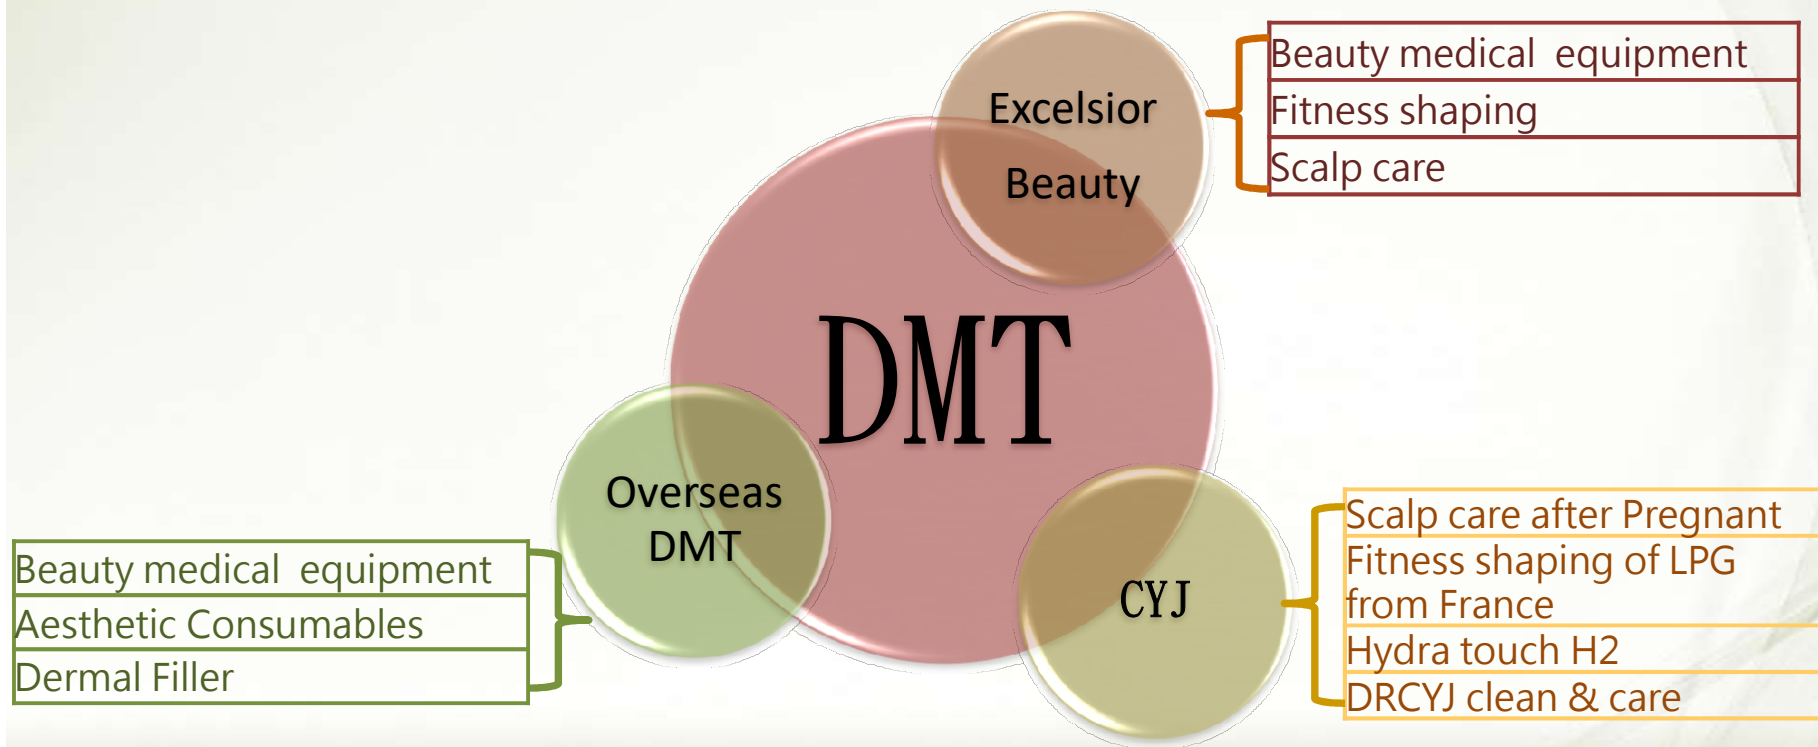 Excelsior
Beauty
Beauty medical equipment
Fitness shaping
Scalp care
DMT
Overseas
DMT
Beauty medical equipment
Aesthetic Consumables
Dermal Filler
CYJ
Scalp care after Pregnant
Fitness shaping of LPG
from France
Hydra touch H2
DRCYJ clean & care